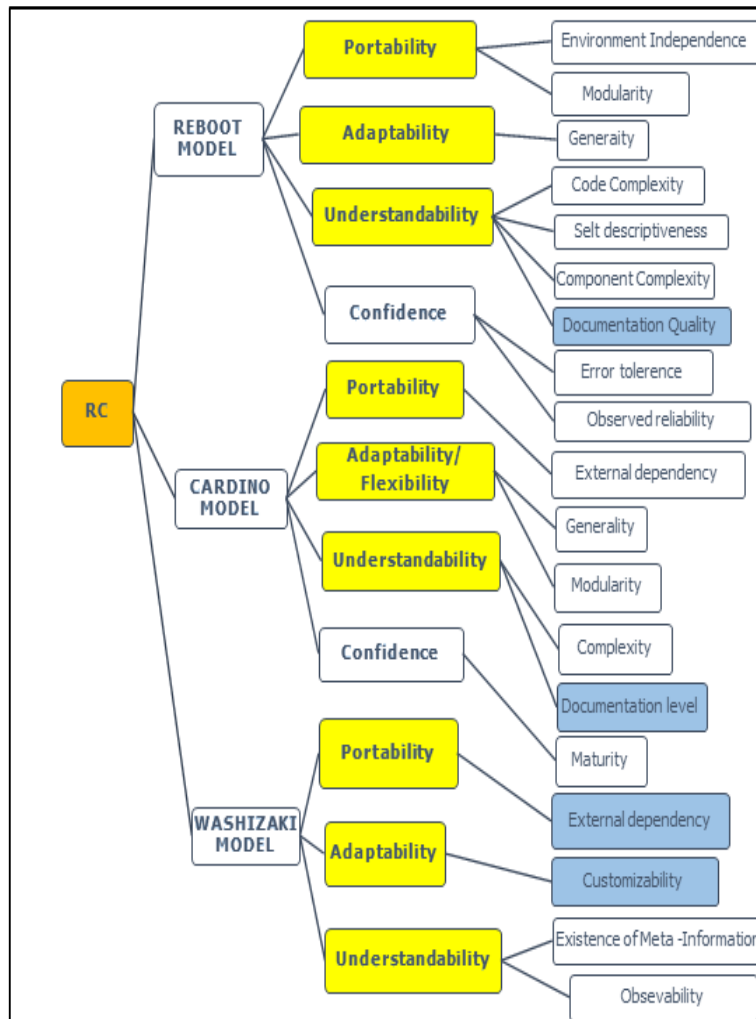 Portability
Environment Independence
Modularity
REBOOT
MODEL
Adaptability
Generaity
Understandability
Code Complexity
Selt descriptiveness
Component Complexity
Documentation Quality
Confidence
Error tolerence
Observed reliability
RC
CARDINO
MODEL
Portability
External dependency
Adaptability/
Flexibility
Generality
Modularity
Understandability
Complexity
Documentation level
Confidence
Maturity
WASHIZAKI
MODEL
Portability
External dependency
Adaptability
Customizability
Understandability
Existence of Meta -Information
Obsevability